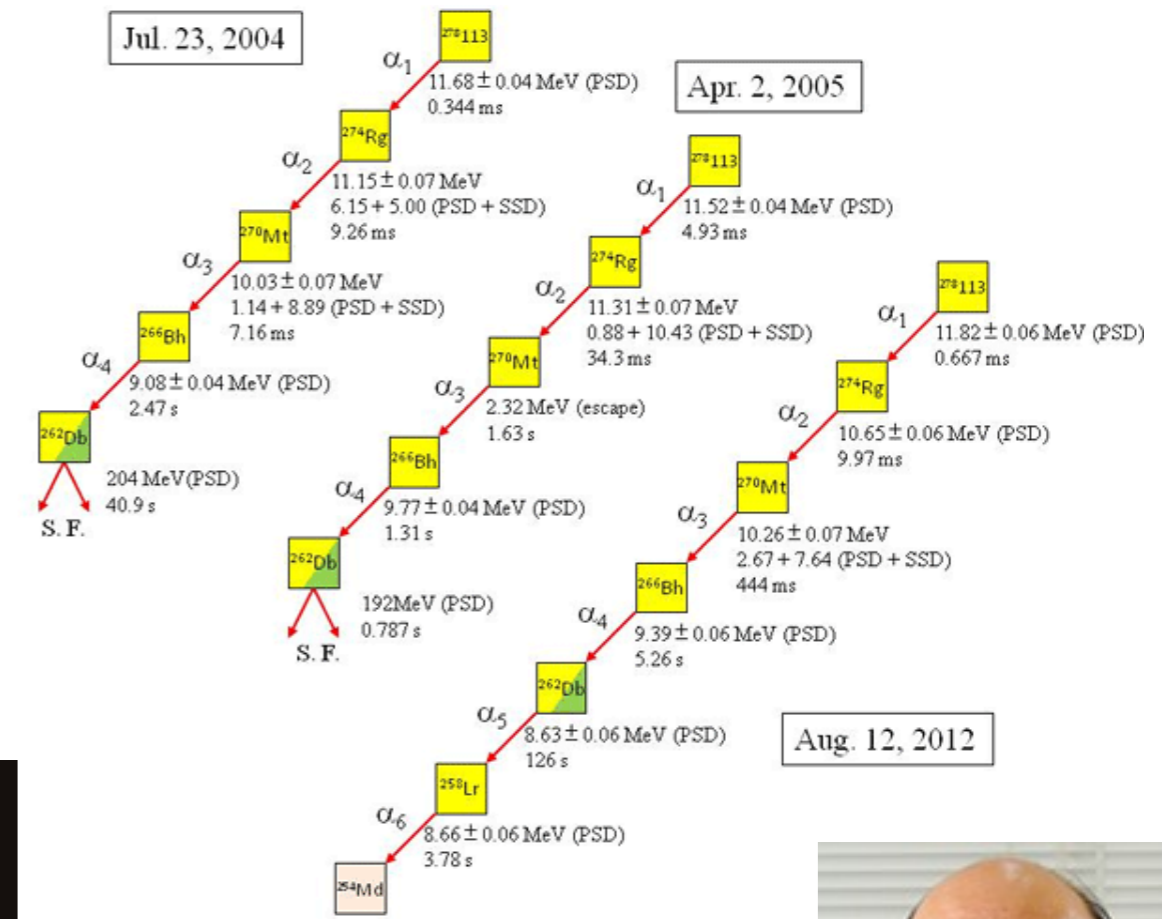 Jul. 23, 2004
²⁷⁸113
α₁
11.68 ± 0.04 MeV (PSD)
0.344 ms
²⁷⁴Rg
α₂
11.15 ± 0.07 MeV
6.15 + 5.00 (PSD + SSD)
9.26 ms
²⁷⁰Mt
α₃
10.03 ± 0.07 MeV
1.14 + 8.89 (PSD + SSD)
7.16 ms
²⁶⁶Bh
α₄
9.08 ± 0.04 MeV (PSD)
2.47 s
²⁶²Db
204 MeV(PSD)
40.9 s
S. F.
Apr. 2, 2005
²⁷⁸113
α₁
11.52 ± 0.04 MeV (PSD)
4.93 ms
²⁷⁴Rg
α₂
11.31 ± 0.07 MeV
0.88 + 10.43 (PSD + SSD)
34.3 ms
²⁷⁰Mt
α₃
2.32 MeV (escape)
1.63 s
²⁶⁶Bh
α₄
9.77 ± 0.04 MeV (PSD)
1.31 s
²⁶²Db
192MeV (PSD)
0.787 s
S. F.
²⁷⁸113
α₁
11.82 ± 0.06 MeV (PSD)
0.667 ms
²⁷⁴Rg
α₂
10.65 ± 0.06 MeV (PSD)
9.97 ms
²⁷⁰Mt
α₃
10.26 ± 0.07 MeV
2.67 + 7.64 (PSD + SSD)
444 ms
²⁶⁶Bh
α₄
9.39 ± 0.06 MeV (PSD)
5.26 s
²⁶²Db
α₅
8.63 ± 0.06 MeV (PSD)
126 s
²⁵⁸Lr
α₆
8.66 ± 0.06 MeV (PSD)
3.78 s
²⁵⁴Md
Aug. 12, 2012